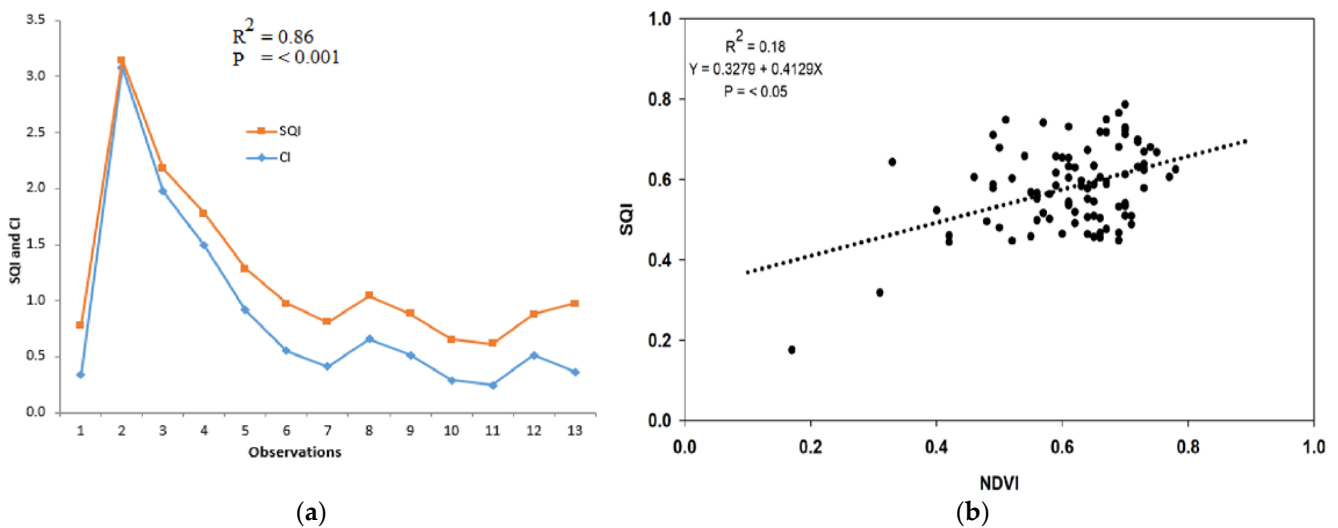 R2 = 0.86
P = < 0.001
SQI
CI
SQI and CI
3.5
3.0
2.5
2.0
1.5
1.0
0.5
0.0
1 2 3 4 5 6 7 8 9 10 11 12 13
Observations
(a)
R2 = 0.18
Y = 0.3279 + 0.4129X
P = < 0.05
SQI
1.0
0.8
0.6
0.4
0.2
0.0
0.0 0.2 0.4 0.6 0.8 1.0
NDVI
(b)